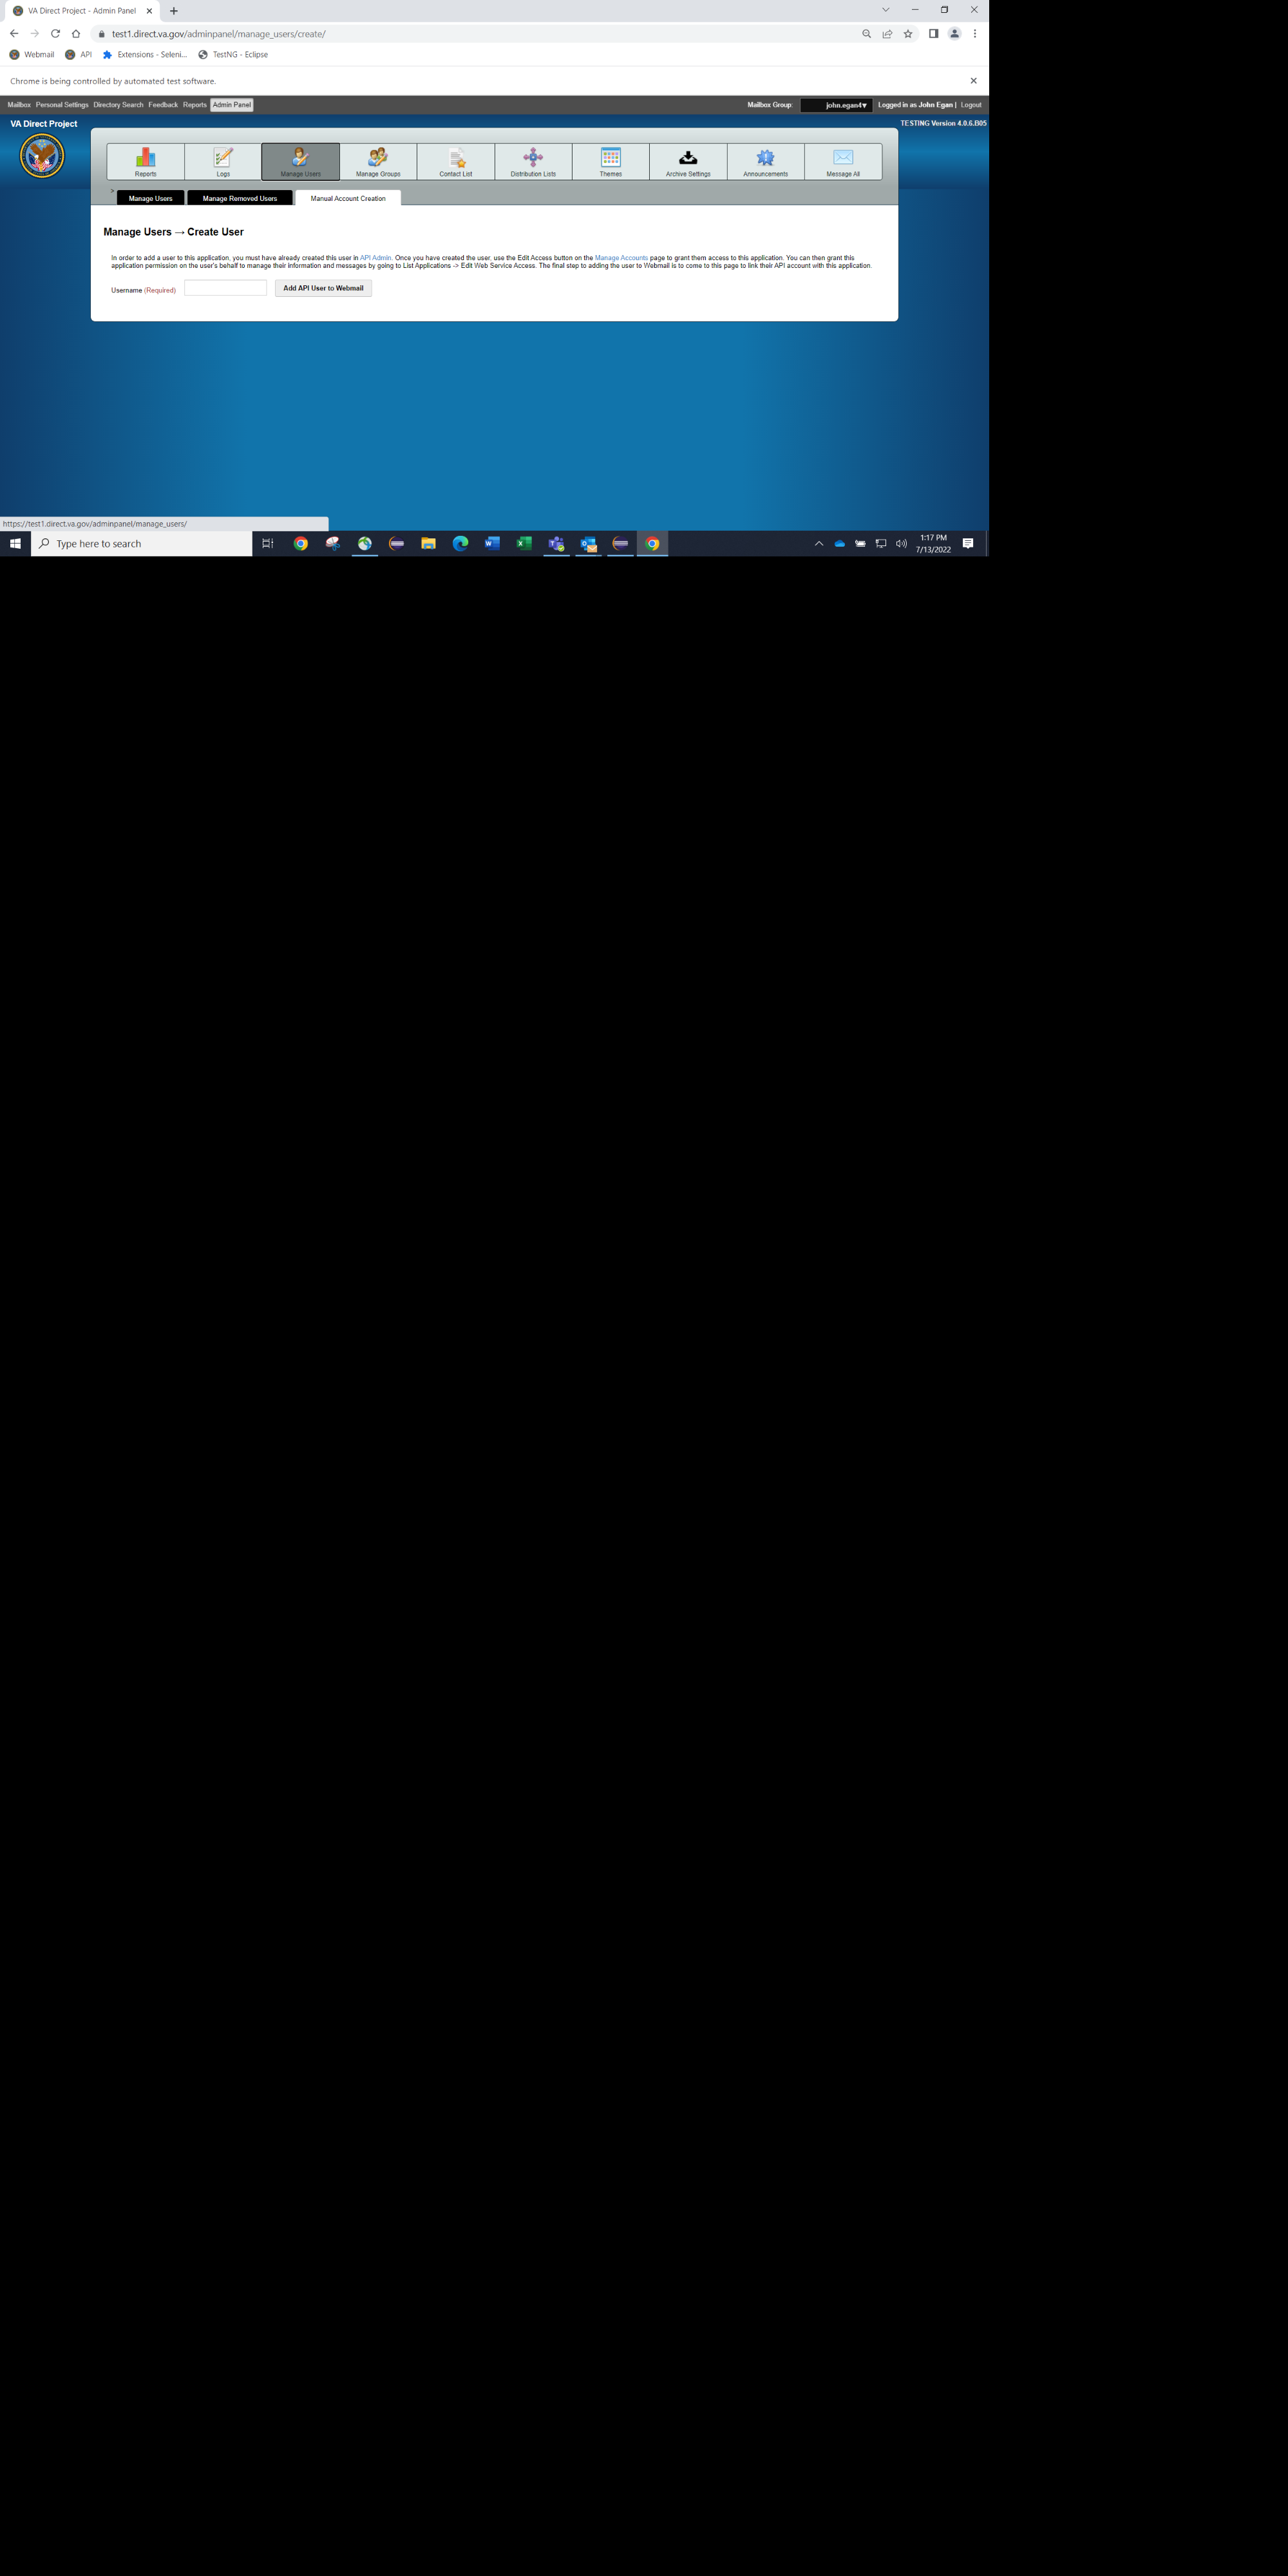 VA Direct Project - Admin Panel
test1.direct.va.gov/adminpanel/manage_users/create/
Webmail API Extensions - Seleni... TestNG - Eclipse
Chrome is being controlled by automated test software.
Mailbox Personal Settings Directory Search Feedback Reports Admin Panel Mailbox Group: john.egan4▾ Logged in as John Egan | Logout
VA Direct Project TESTING Version 4.0.6.B05
Reports Logs Manage Users Manage Groups Contact List Distribution Lists Themes Archive Settings Announcements Message All
>
Manage Users Manage Removed Users Manual Account Creation
Manage Users → Create User
In order to add a user to this application, you must have already created this user in API Admin. Once you have created the user, use the Edit Access button on the Manage Accounts page to grant them access to this application. You can then grant this
application permission on the user's behalf to manage their information and messages by going to List Applications -> Edit Web Service Access. The final step to adding the user to Webmail is to come to this page to link their API account with this application.
Username (Required) Add API User to Webmail
https://test1.direct.va.gov/adminpanel/manage_users/
Type here to search
1:17 PM
7/13/2022